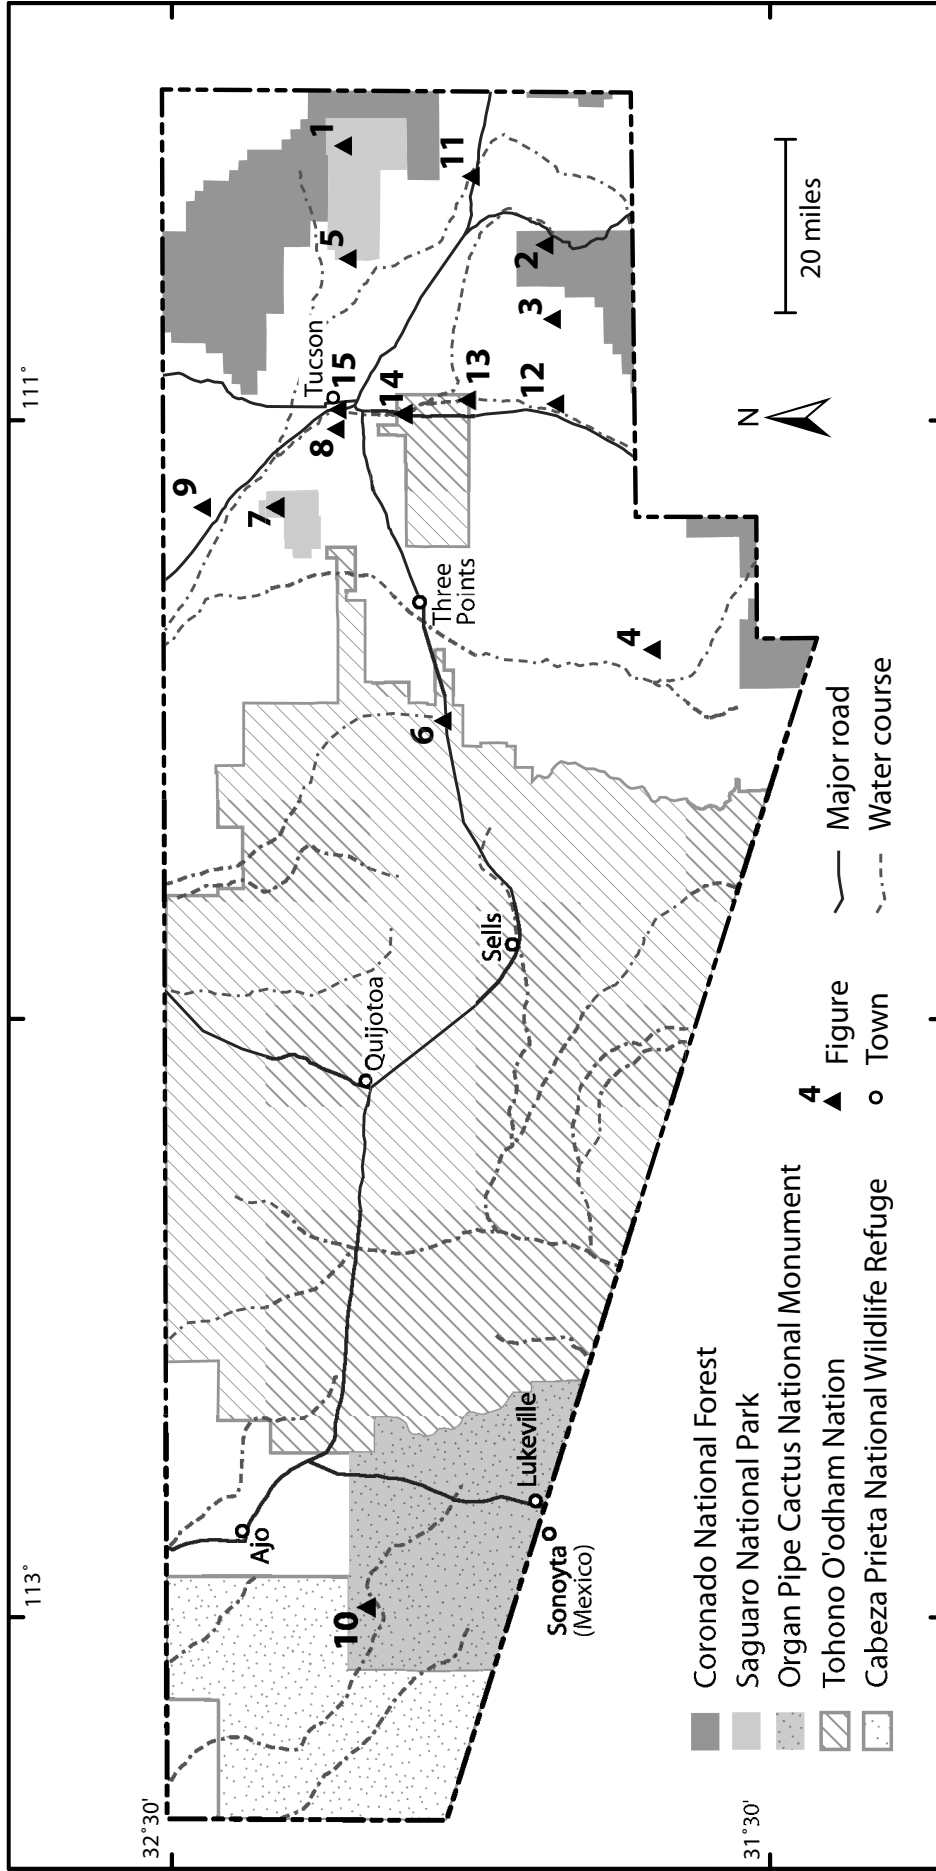 113°
111°
32°30'
31°30'
1
2
3
4
5
6
7
8
9
10
11
12
13
14
15
Tucson
Three
Points
Sells
Quijotoa
Ajo
Lukeville
Sonoyta
(Mexico)
N
20 miles
Coronado National Forest
Saguaro National Park
Organ Pipe Cactus National Monument
Tohono O'odham Nation
Cabeza Prieta National Wildlife Refuge
4
Figure
Town
Major road
Water course